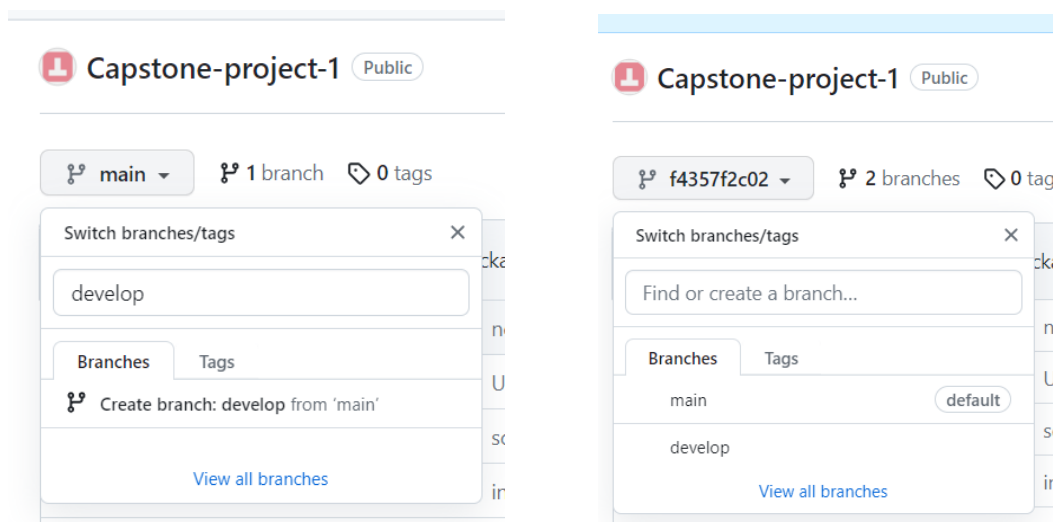 Capstone-project-1 Public
main 1 branch 0 tags
Switch branches/tags
develop
Branches Tags
Create branch: develop from 'main'
View all branches
Capstone-project-1 Public
f4357f2c02 2 branches 0 tag
Switch branches/tags
Find or create a branch...
Branches Tags
main default
develop
View all branches